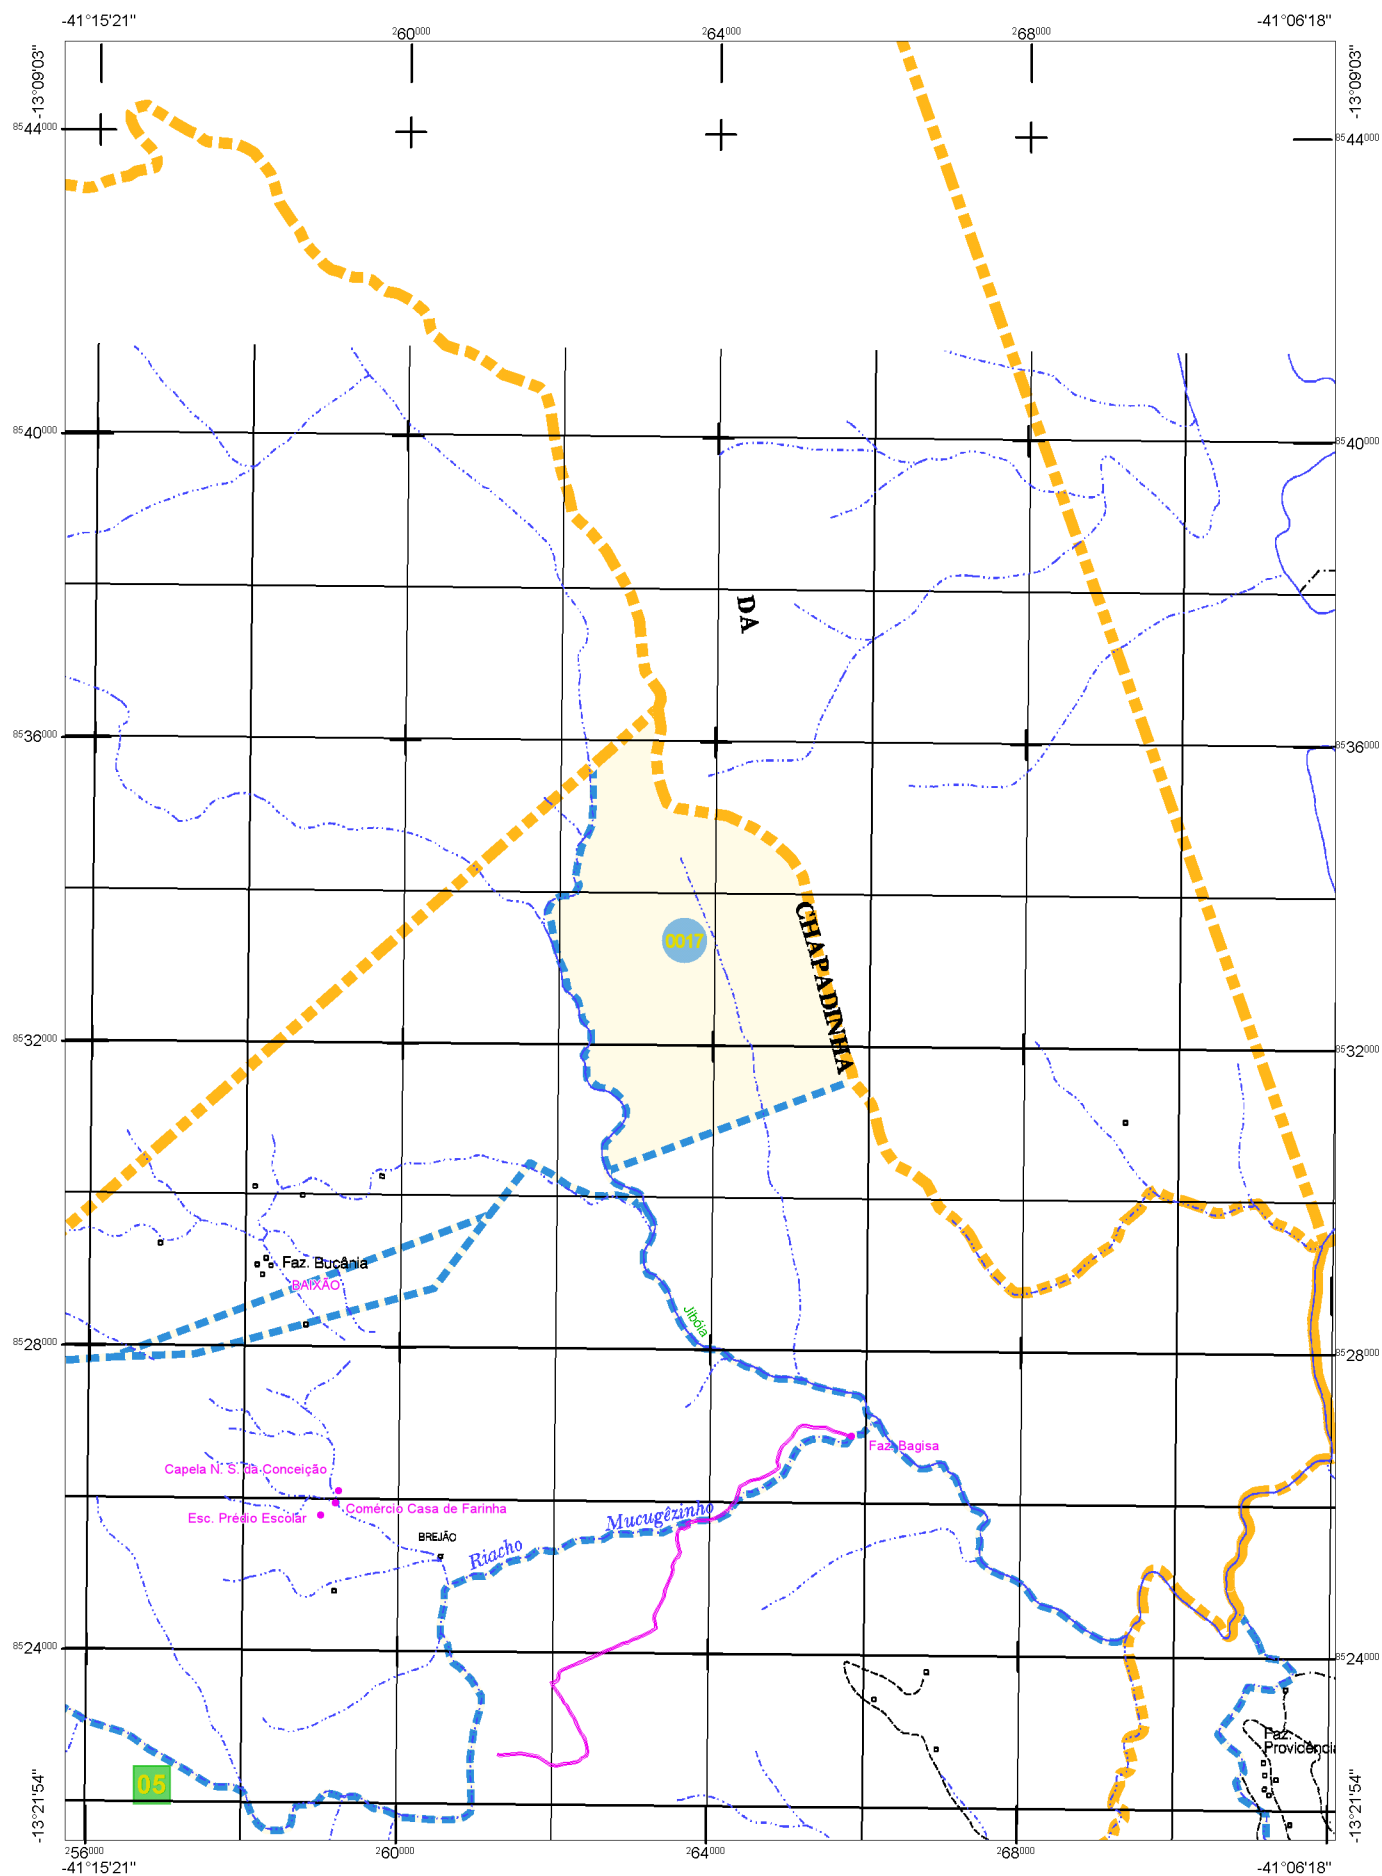 -41°15'21"
-41°06'18"
²60⁰⁰⁰
²64⁰⁰⁰
²68⁰⁰⁰
-13°09'03"
-13°09'03"
⁸⁵44⁰⁰⁰
⁸⁵44⁰⁰⁰
⁸⁵40⁰⁰⁰
⁸⁵40⁰⁰⁰
DA
⁸⁵36⁰⁰⁰
⁸⁵36⁰⁰⁰
0017
CHAPADINHA
⁸⁵32⁰⁰⁰
⁸⁵32⁰⁰⁰
Faz. Bucânia
BAIXÃO
Jibóia
⁸⁵28⁰⁰⁰
⁸⁵28⁰⁰⁰
Faz. Bagisa
Capela N. S. da Conceição
Comércio Casa de Farinha
Esc. Prédio Escolar
BREJÃO
Riacho Mucugêzinho
⁸⁵24⁰⁰⁰
⁸⁵24⁰⁰⁰
Faz.
Providência
05
-13°21'54"
-13°21'54"
²56⁰⁰⁰
²60⁰⁰⁰
²64⁰⁰⁰
²68⁰⁰⁰
-41°15'21"
-41°06'18"